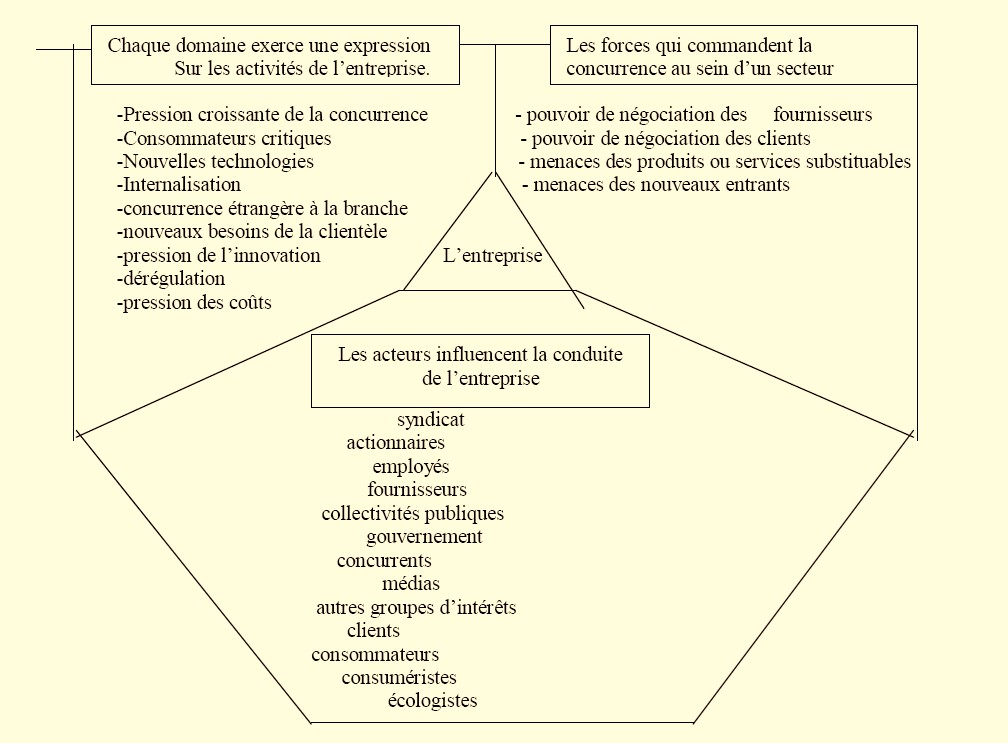 Chaque domaine exerce une expression
Sur les activités de l’entreprise.
-Pression croissante de la concurrence
-Consommateurs critiques
-Nouvelles technologies
-Internalisation
-concurrence étrangère à la branche
-nouveaux besoins de la clientèle
-pression de l’innovation
-dérégulation
-pression des coûts
Les forces qui commandent la
concurrence au sein d’un secteur
- pouvoir de négociation des fournisseurs
- pouvoir de négociation des clients
- menaces des produits ou services substituables
- menaces des nouveaux entrants
L’entreprise
Les acteurs influencent la conduite
de l’entreprise
syndicat
actionnaires
employés
fournisseurs
collectivités publiques
gouvernement
concurrents
médias
autres groupes d’intérêts
clients
consommateurs
consuméristes
écologistes